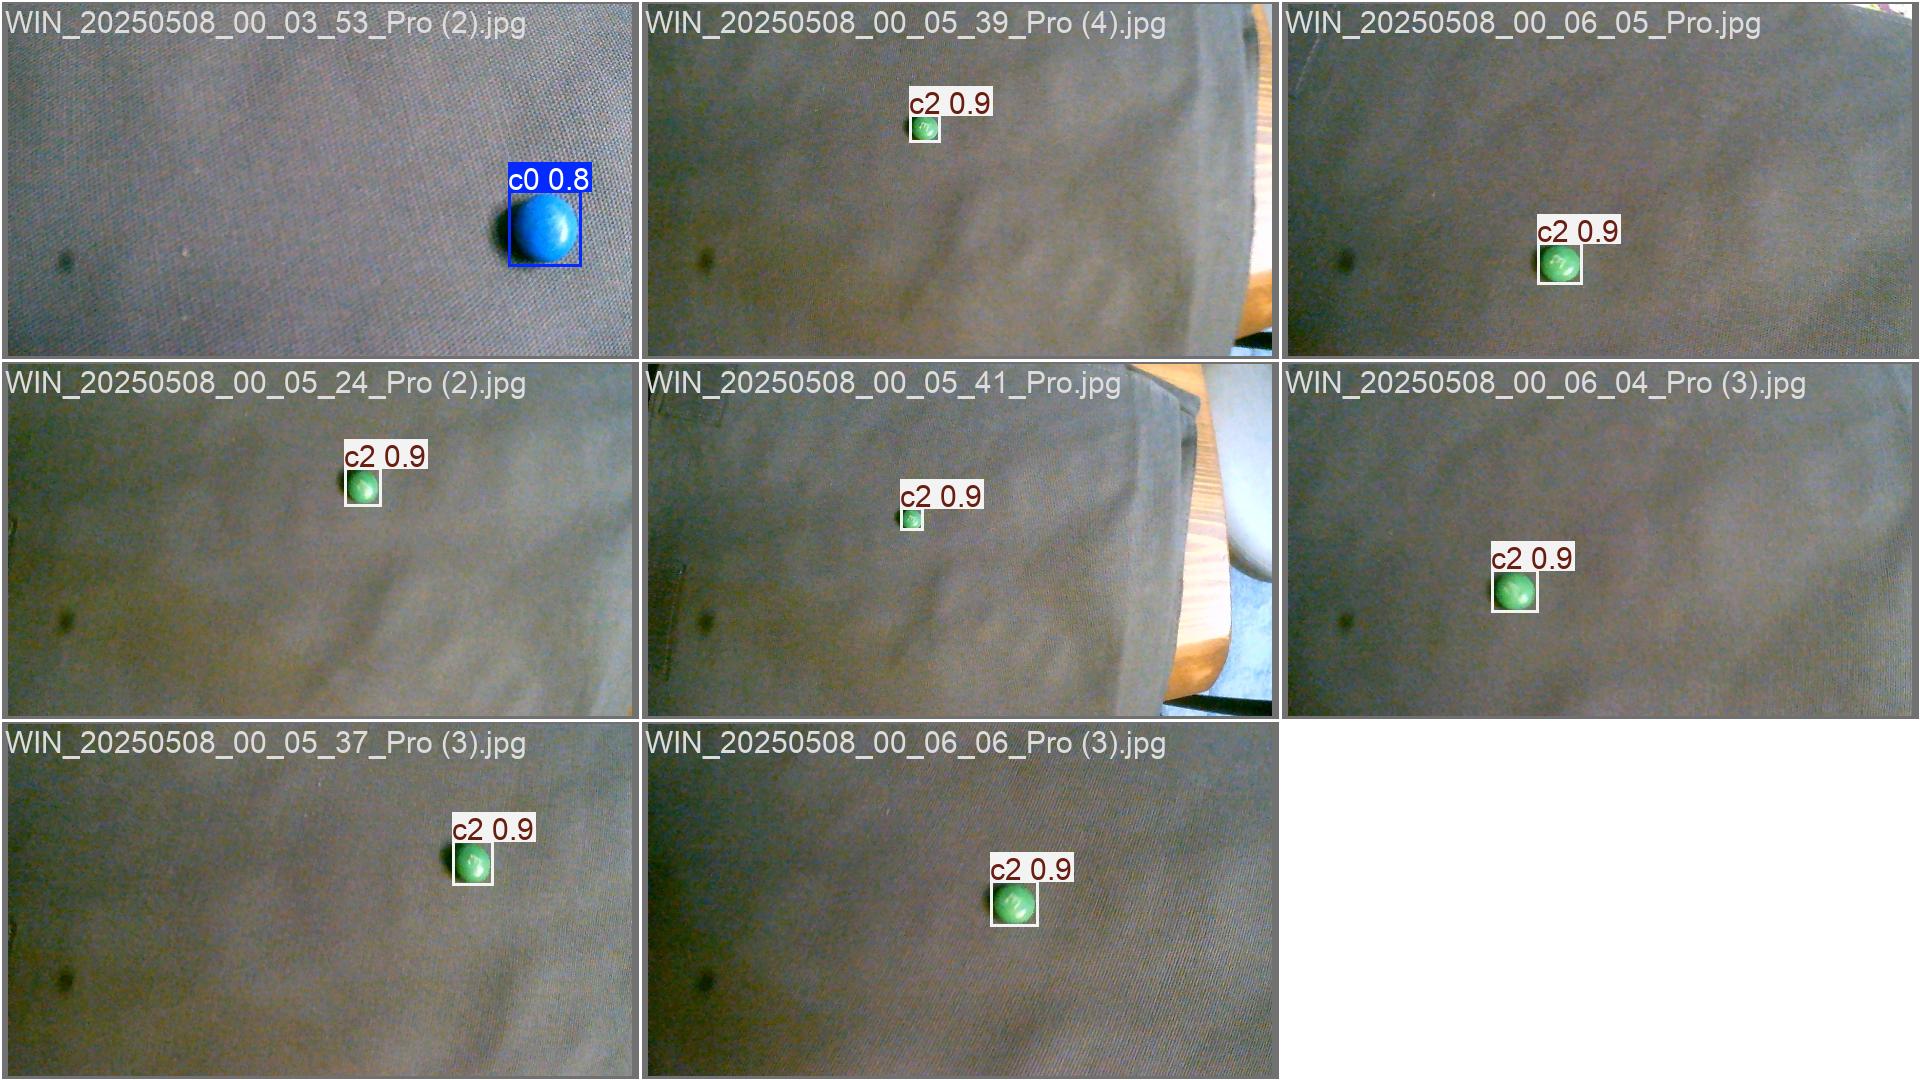 WIN_20250508_00_03_53_Pro (2).jpg
c0 0.8
WIN_20250508_00_05_39_Pro (4).jpg
c2 0.9
WIN_20250508_00_06_05_Pro.jpg
c2 0.9
WIN_20250508_00_05_24_Pro (2).jpg
c2 0.9
WIN_20250508_00_05_41_Pro.jpg
c2 0.9
WIN_20250508_00_06_04_Pro (3).jpg
c2 0.9
WIN_20250508_00_05_37_Pro (3).jpg
c2 0.9
WIN_20250508_00_06_06_Pro (3).jpg
c2 0.9